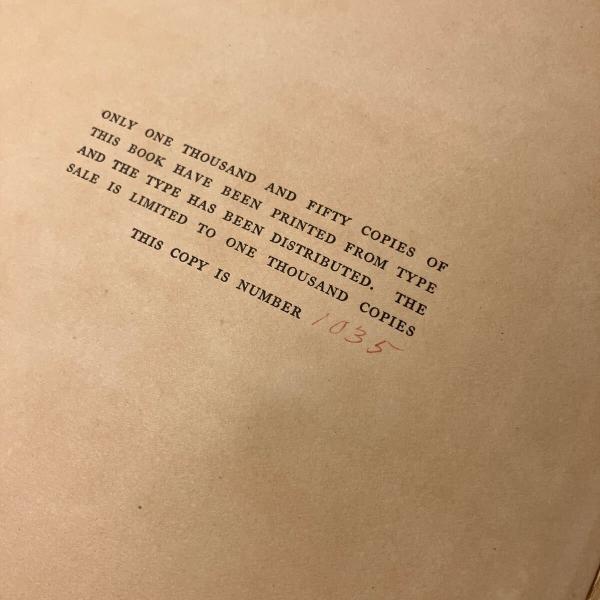 ONLY ONE THOUSAND AND FIFTY COPIES OF
THIS BOOK HAVE BEEN PRINTED FROM TYPE
AND THE TYPE HAS BEEN DISTRIBUTED. THE
SALE IS LIMITED TO ONE THOUSAND COPIES
THIS COPY IS NUMBER 1035